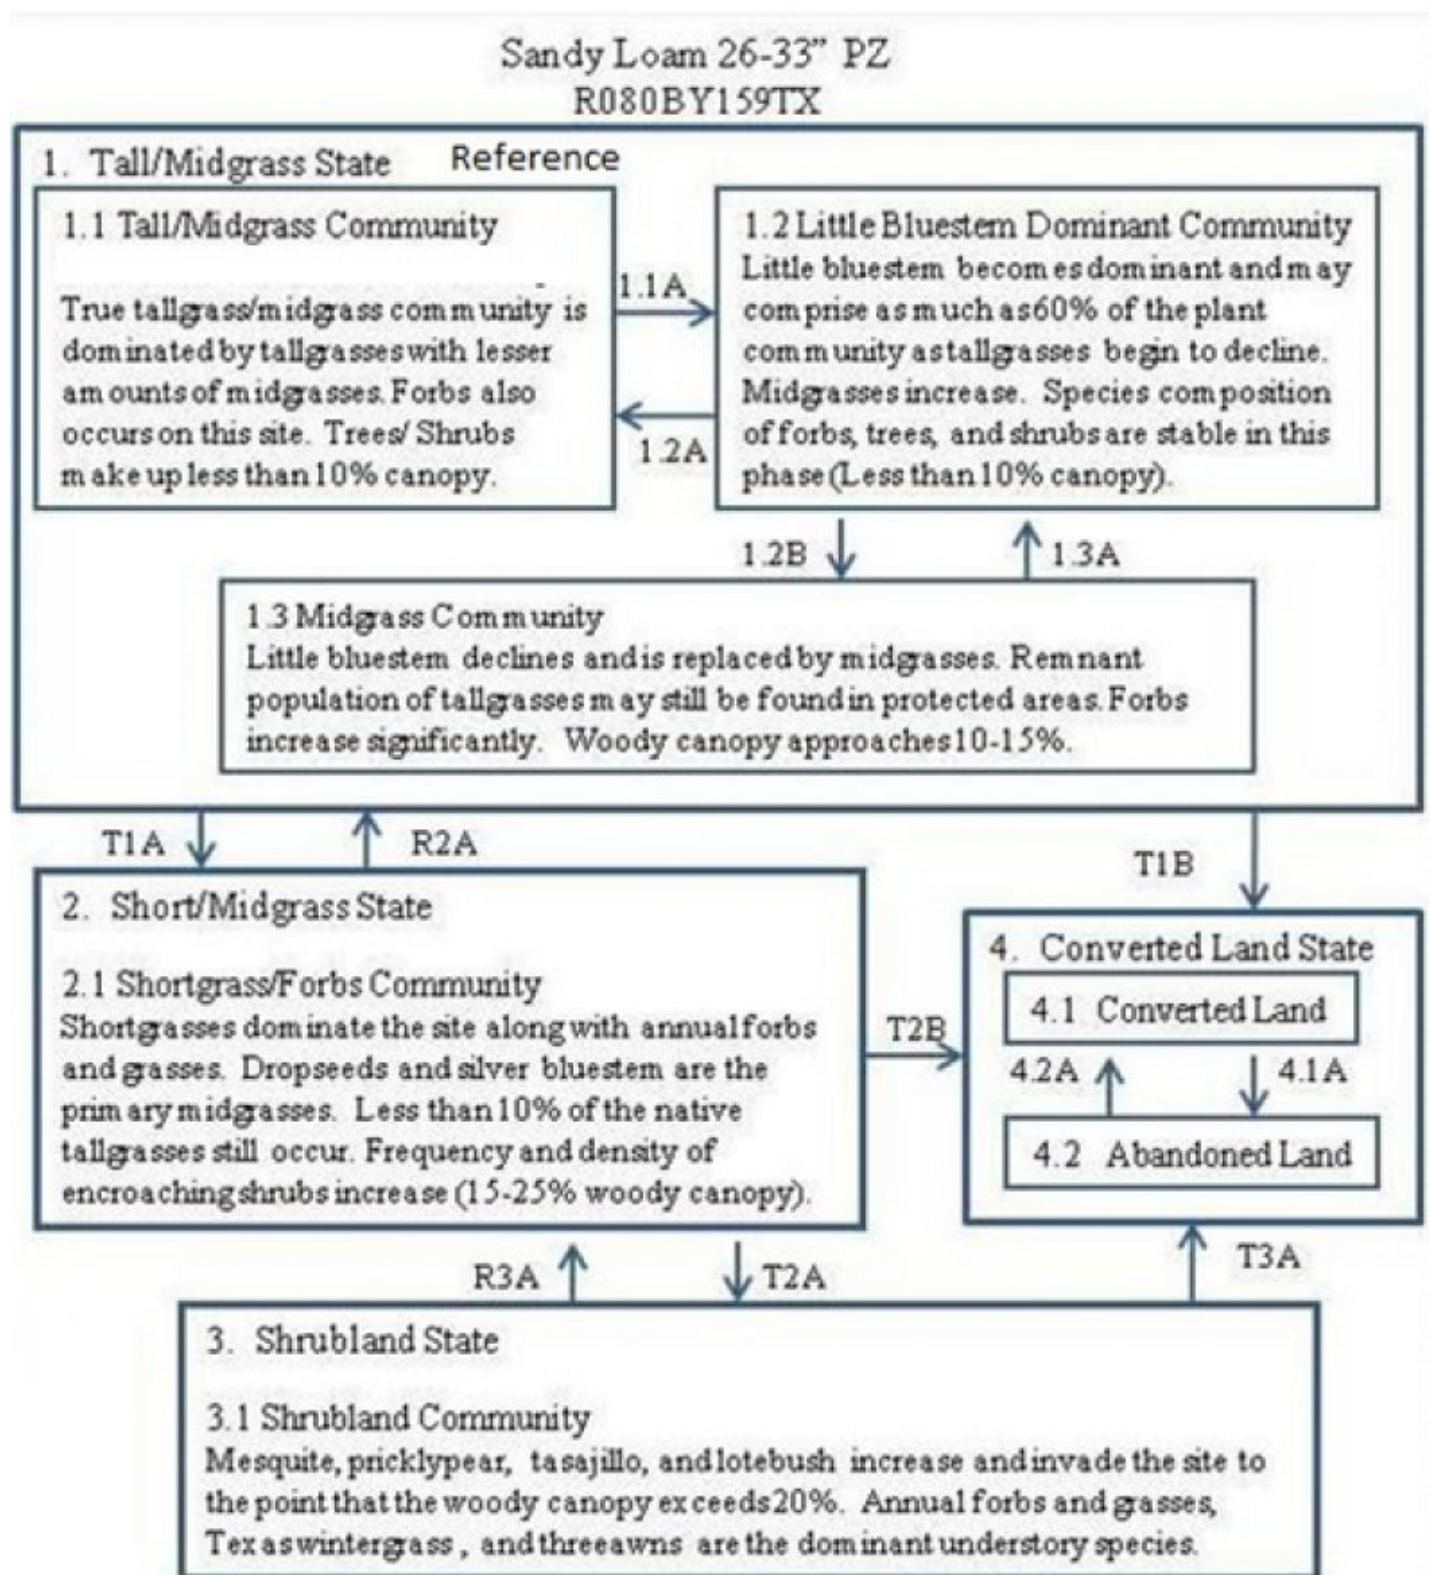 Sandy Loam 26-33” PZ
R080BY159TX
1. Tall/Midgrass State Reference
1.1 Tall/Midgrass Community
True tallgrass/midgrass community is
dominated by tallgrasses with lesser
amounts of midgrasses. Forbs also
occurs on this site. Trees/ Shrubs
make up less than 10% canopy.
1.1A
1.2A
1.2 Little Bluestem Dominant Community
Little bluestem becomes dominant and may
comprise as much as 60% of the plant
community as tallgrasses begin to decline.
Midgrasses increase. Species composition
of forbs, trees, and shrubs are stable in this
phase (Less than 10% canopy).
1.2B
1.3A
1.3 Midgrass Community
Little bluestem declines and is replaced by midgrasses. Remnant
population of tallgrasses may still be found in protected areas. Forbs
increase significantly. Woody canopy approaches 10-15%.
T1A
R2A
T1B
2. Short/Midgrass State
2.1 Shortgrass/Forbs Community
Shortgrasses dominate the site along with annual forbs
and grasses. Dropseeds and silver bluestem are the
primary midgrasses. Less than 10% of the native
tallgrasses still occur. Frequency and density of
encroaching shrubs increase (15-25% woody canopy).
T2B
4. Converted Land State
4.1 Converted Land
4.2A
4.1A
4.2 Abandoned Land
R3A
T2A
T3A
3. Shrubland State
3.1 Shrubland Community
Mesquite, pricklypear, tasajillo, and lotebush increase and invade the site to
the point that the woody canopy exceeds 20%. Annual forbs and grasses,
Texas wintergrass, and threeawns are the dominant understory species.